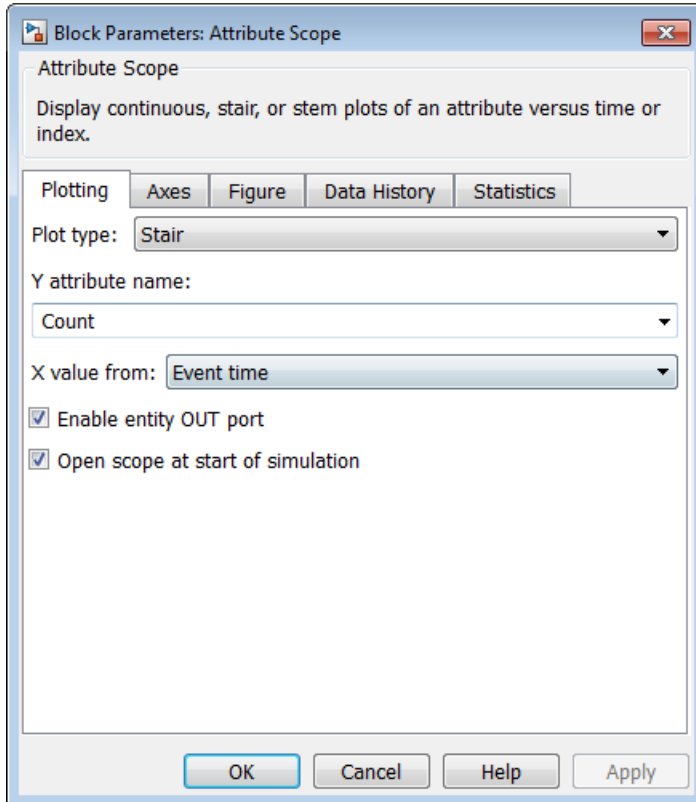 Block Parameters: Attribute Scope
Attribute Scope
Display continuous, stair, or stem plots of an attribute versus time or
index.
Plotting Axes Figure Data History Statistics
Plot type: Stair
Y attribute name:
Count
X value from: Event time
Enable entity OUT port
Open scope at start of simulation
OK Cancel Help Apply